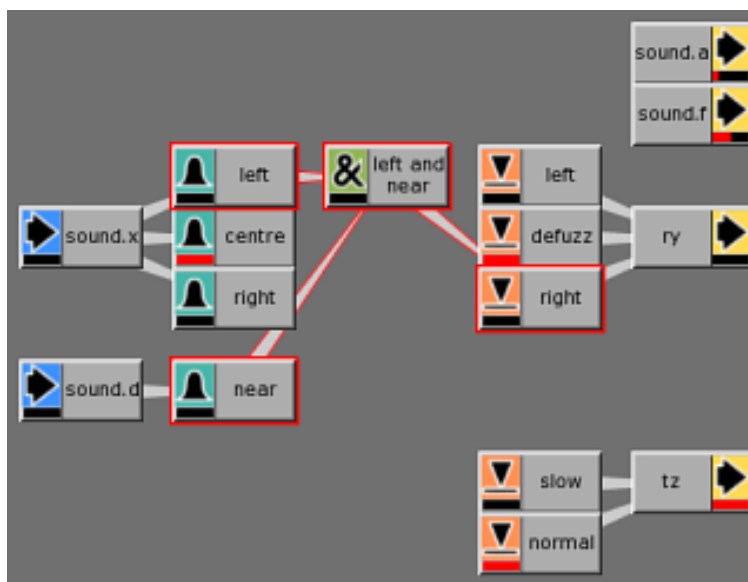 sound.a
sound.f
left
left and
near
left
sound.x
centre
defuzz
ry
right
right
sound.d
near
slow
tz
normal